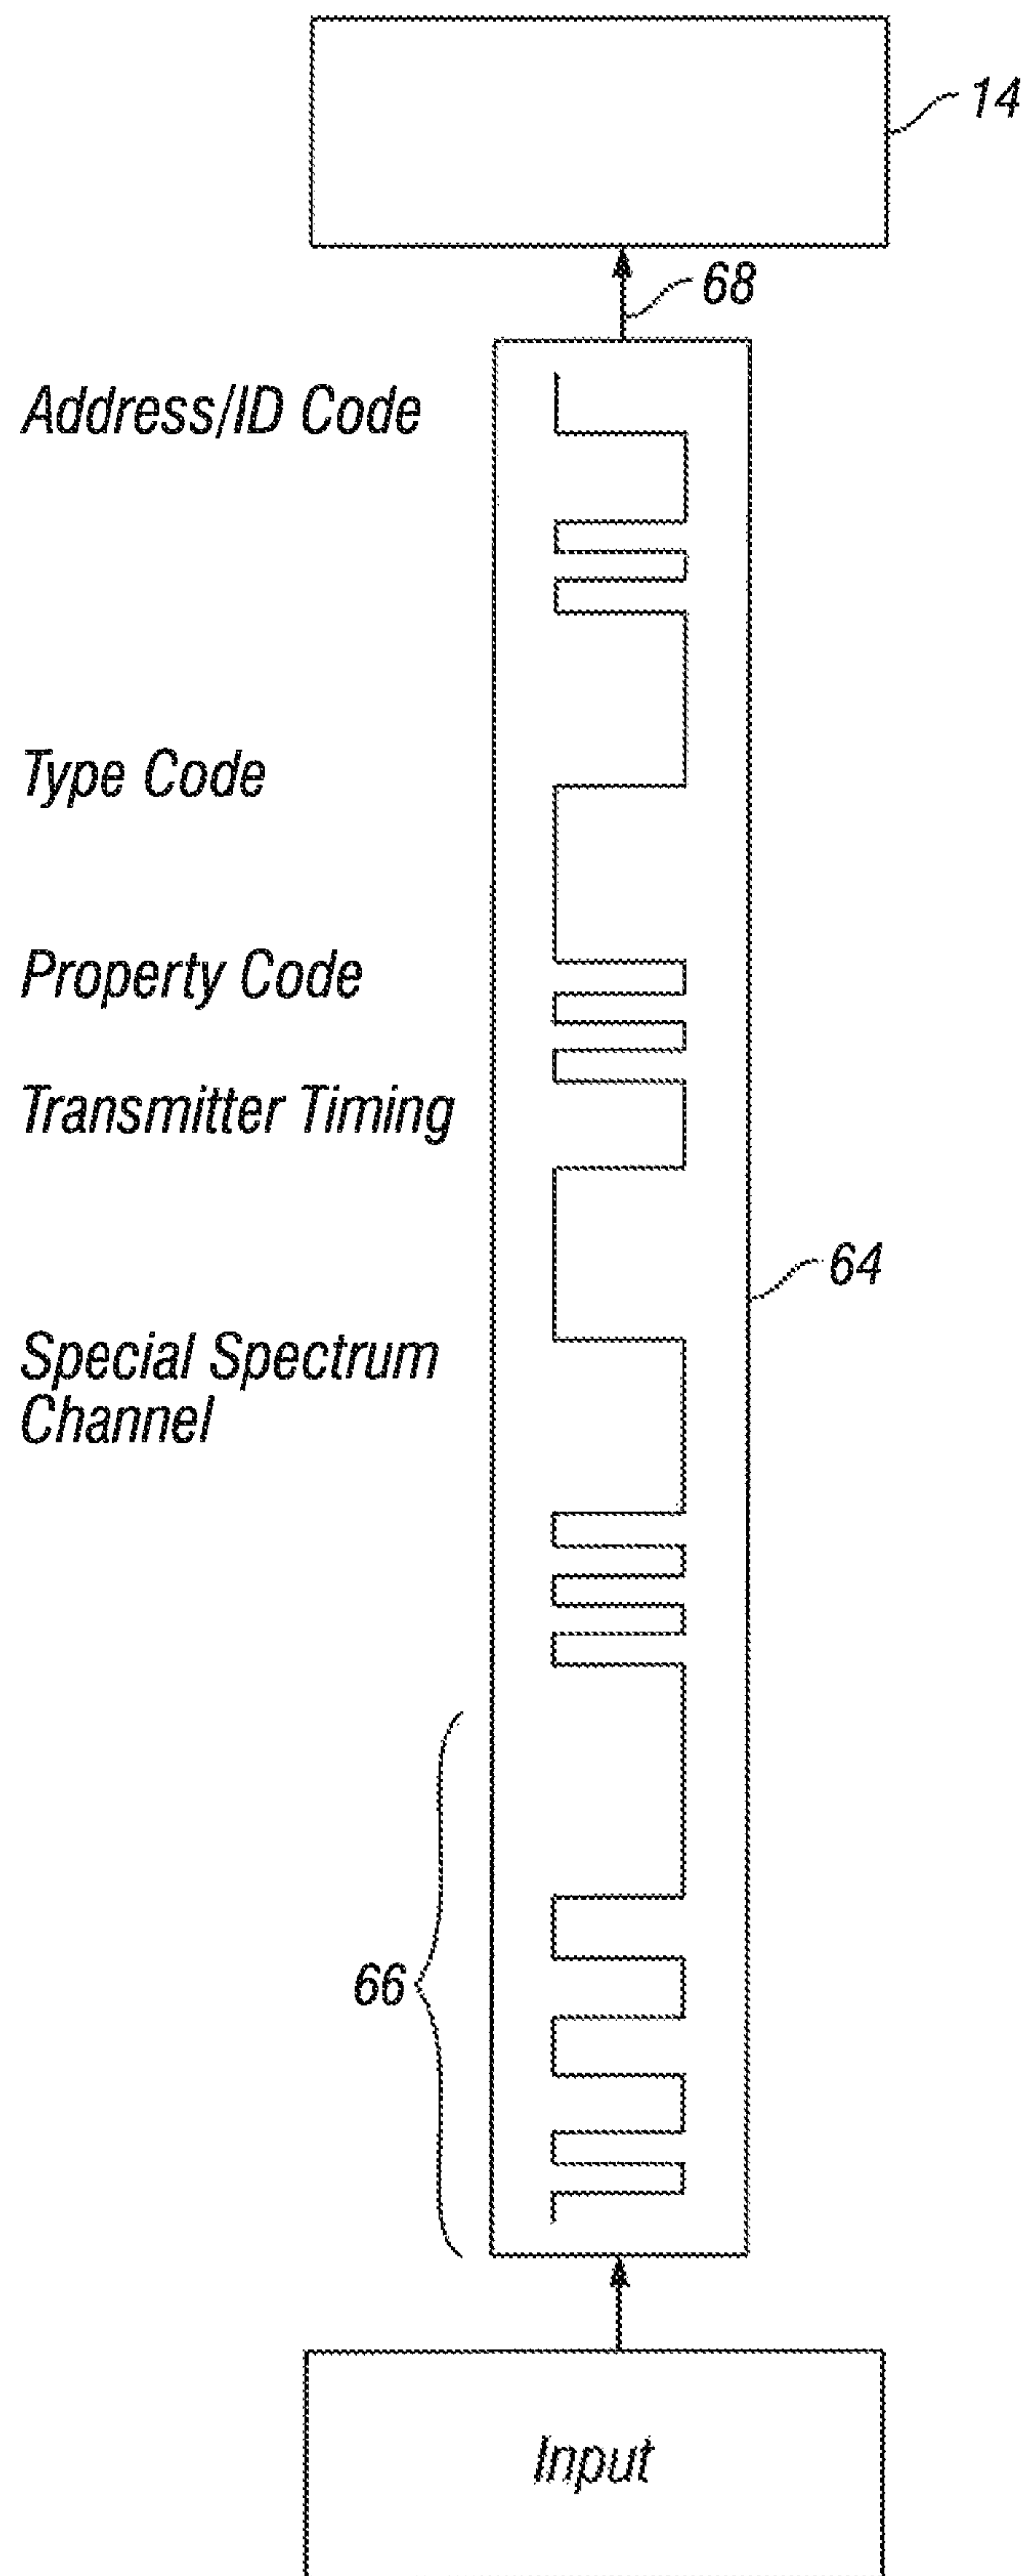 14
68
Address/ID Code
Type Code
Property Code
Transmitter Timing
64
Special Spectrum
Channel
66
Input